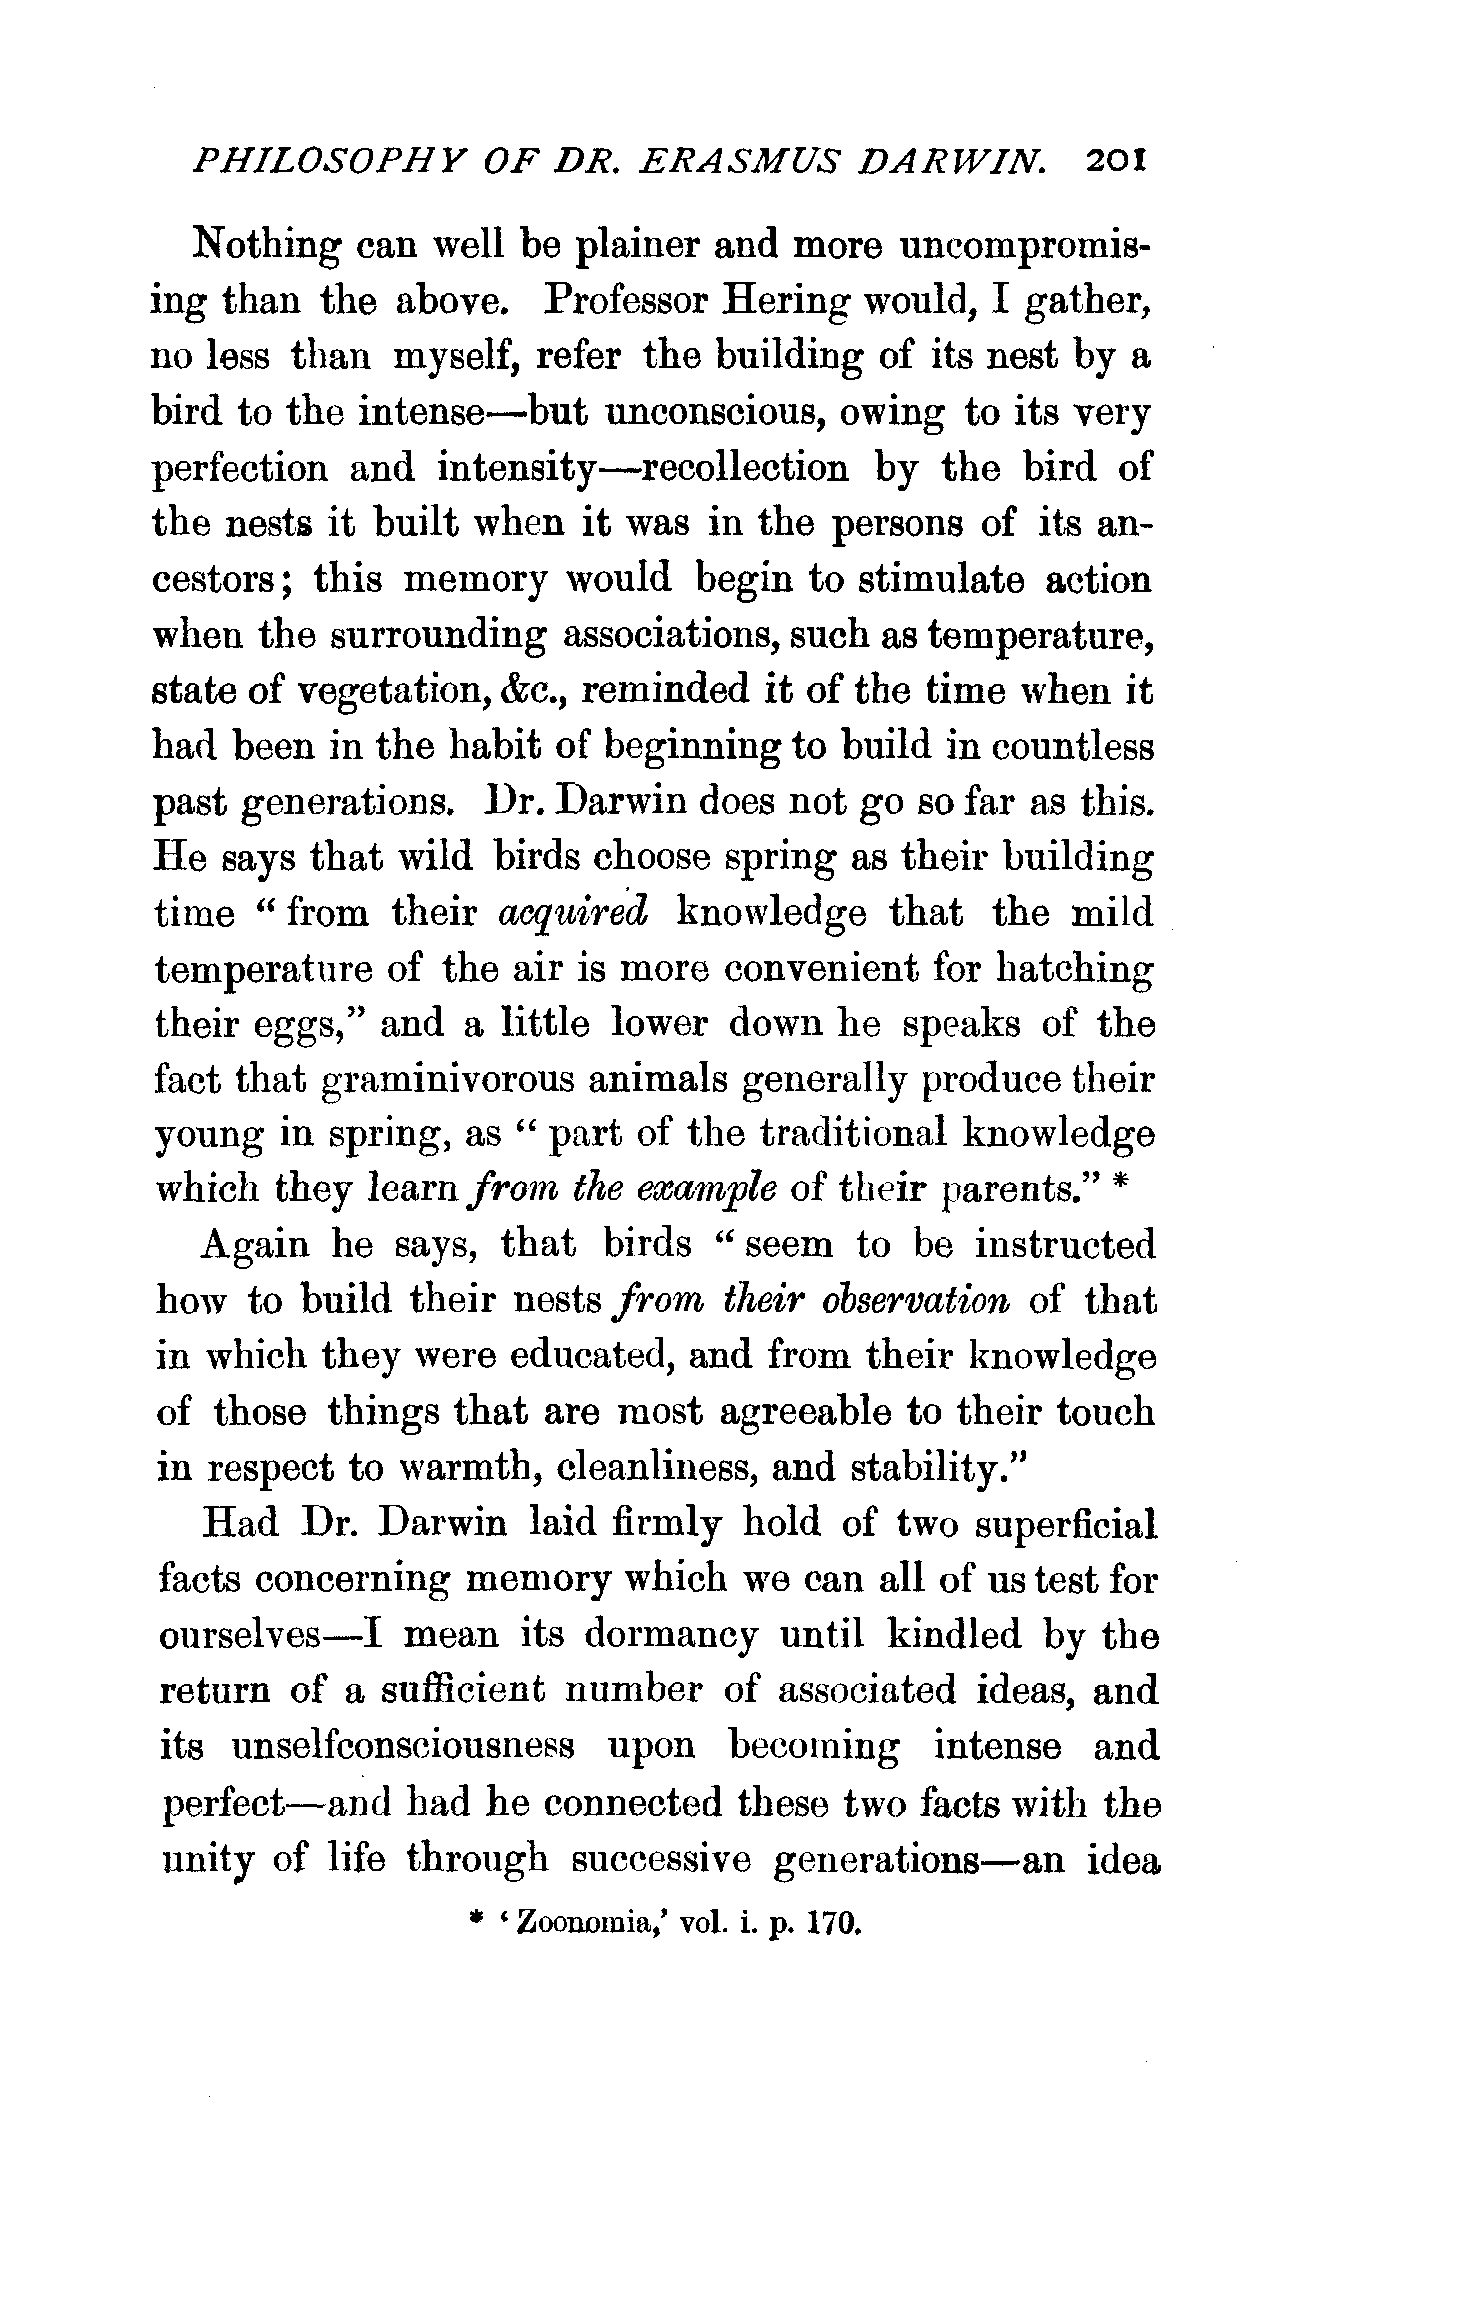 PHILOSOPHY OF DR. ERASMUS DARWIN. 201
Nothing can well be plainer and more uncompromis-
ing than the above. Professor Hering would, I gather,
no less than myself, refer the building of its nest by a
bird to the intense—but unconscious, owing to its very
perfection and intensity—recollection by the bird of
the nests it built when it was in the persons of its an-
cestors; this memory would begin to stimulate action
when the surrounding associations, such as temperature,
state of vegetation, &c., reminded it of the time when it
had been in the habit of beginning to build in countless
past generations. Dr. Darwin does not go so far as this.
He says that wild birds choose spring as their building
time “from their acquired knowledge that the mild
temperature of the air is more convenient for hatching
their eggs,” and a little lower down he speaks of the
fact that graminivorous animals generally produce their
young in spring, as “part of the traditional knowledge
which they learn from the example of their parents.” *
Again he says, that birds “seem to be instructed
how to build their nests from their observation of that
in which they were educated, and from their knowledge
of those things that are most agreeable to their touch
in respect to warmth, cleanliness, and stability.”
Had Dr. Darwin laid firmly hold of two superficial
facts concerning memory which we can all of us test for
ourselves—I mean its dormancy until kindled by the
return of a sufficient number of associated ideas, and
its unselfconsciousness upon becoming intense and
perfect—and had he connected these two facts with the
unity of life through successive generations—an idea
* ‘Zoonomia,’ vol. i. p. 170.